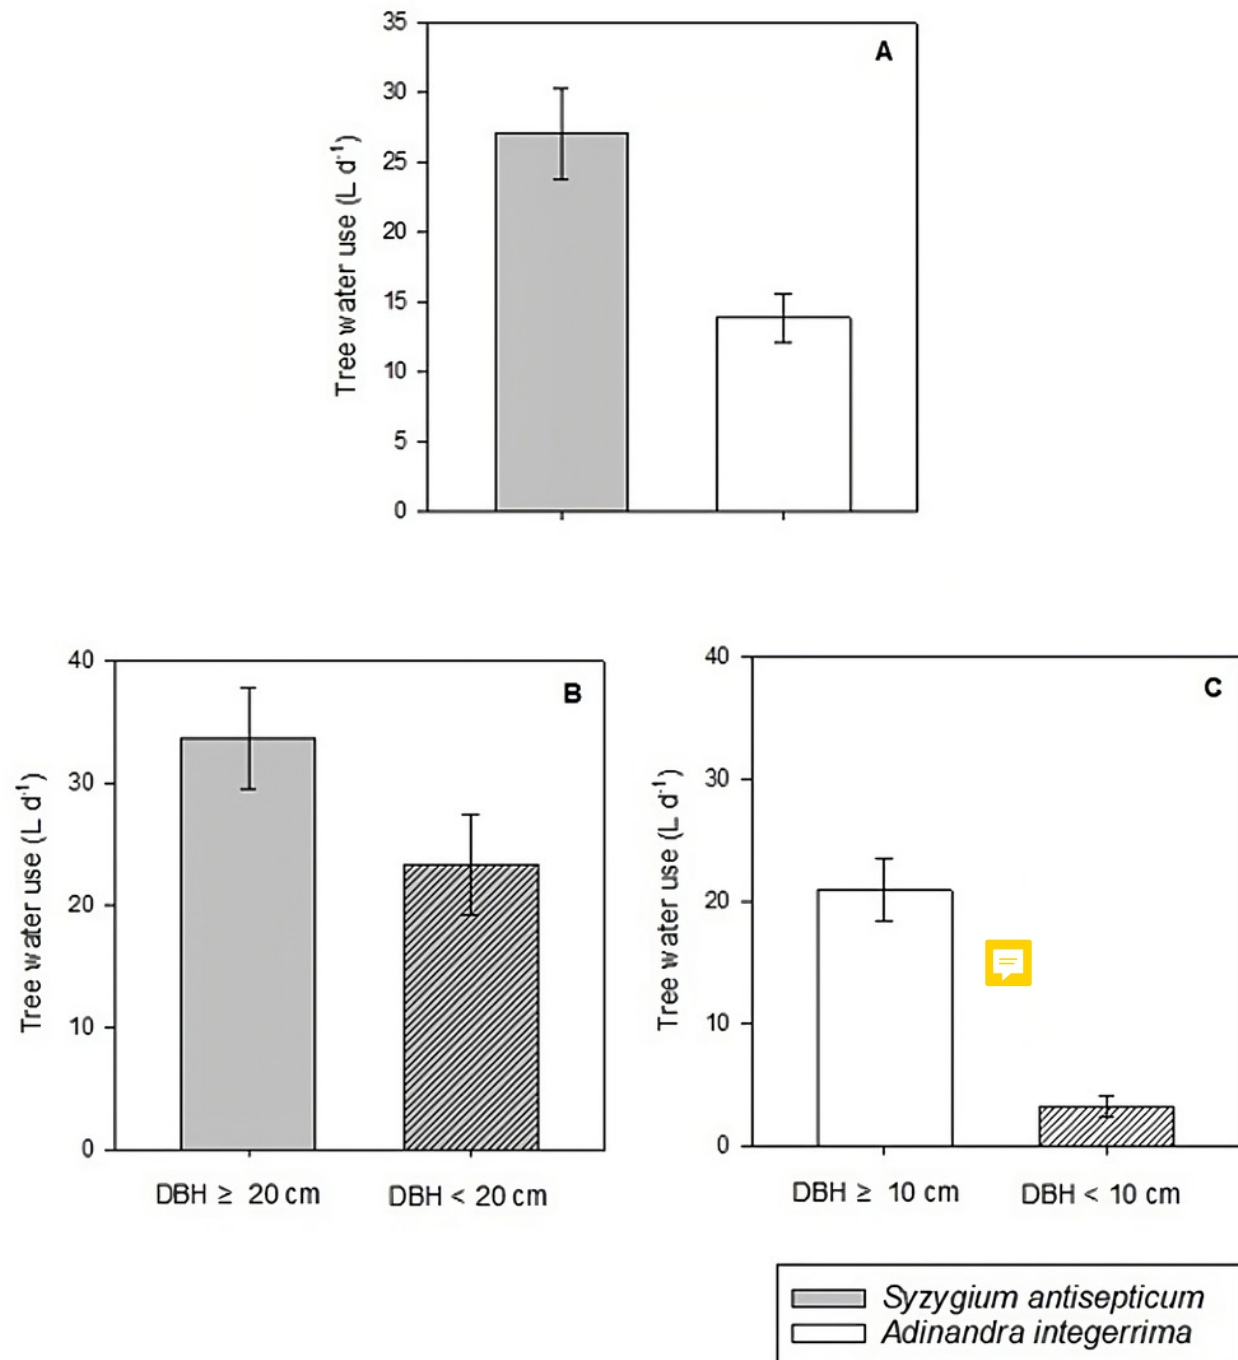 A
Tree water use (L d⁻¹)
35
30
25
20
15
10
5
0
B
Tree water use (L d⁻¹)
40
30
20
10
0
DBH ≥ 20 cm DBH < 20 cm
C
Tree water use (L d⁻¹)
40
30
20
10
0
DBH ≥ 10 cm DBH < 10 cm
Syzygium antisepticum
Adinandra integerrima